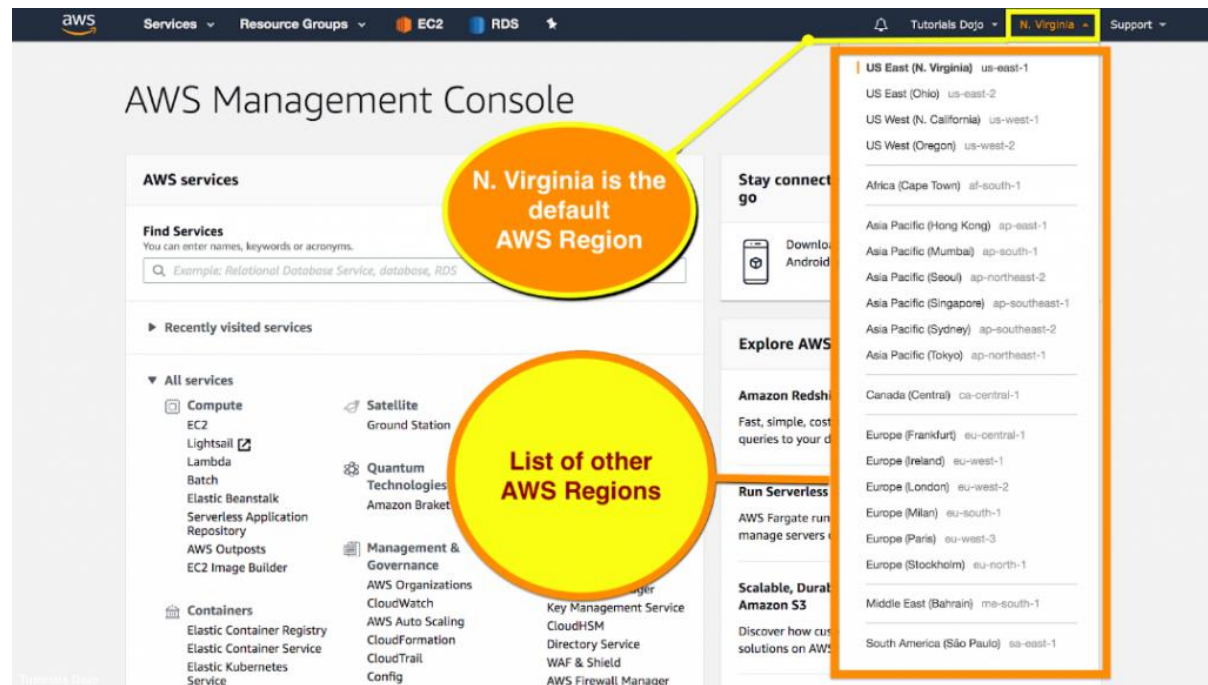 aws Services Resource Groups EC2 RDS Tutorials Dojo N. Virginia Support
AWS Management Console
N. Virginia is the
default
AWS Region
List of other
AWS Regions
AWS services
Find Services
You can enter names, keywords or acronyms.
Example: Relational Database Service, database, RDS
Recently visited services
All services
Compute
EC2
Lightsail
Lambda
Batch
Elastic Beanstalk
Serverless Application
Repository
AWS Outposts
EC2 Image Builder
Containers
Elastic Container Registry
Elastic Container Service
Elastic Kubernetes
Service
Satellite
Ground Station
Quantum
Technologies
Amazon Braket
Management &
Governance
AWS Organizations
CloudWatch
AWS Auto Scaling
CloudFormation
CloudTrail
Config
Key Management Service
CloudHSM
Directory Service
WAF & Shield
AWS Firewall Manager
Stay connect
go
Downlo
Android
Explore AWS
Amazon Redshi
Fast, simple, cost
queries to your d
Run Serverless
AWS Fargate run
manage servers
Scalable, Durab
Amazon S3
Discover how cus
solutions on AWS
US East (N. Virginia) us-east-1
US East (Ohio) us-east-2
US West (N. California) us-west-1
US West (Oregon) us-west-2
Africa (Cape Town) af-south-1
Asia Pacific (Hong Kong) ap-east-1
Asia Pacific (Mumbai) ap-south-1
Asia Pacific (Seoul) ap-northeast-2
Asia Pacific (Singapore) ap-southeast-1
Asia Pacific (Sydney) ap-southeast-2
Asia Pacific (Tokyo) ap-northeast-1
Canada (Central) ca-central-1
Europe (Frankfurt) eu-central-1
Europe (Ireland) eu-west-1
Europe (London) eu-west-2
Europe (Milan) eu-south-1
Europe (Paris) eu-west-3
Europe (Stockholm) eu-north-1
Middle East (Bahrain) me-south-1
South America (São Paulo) sa-east-1
Tutorials Dojo